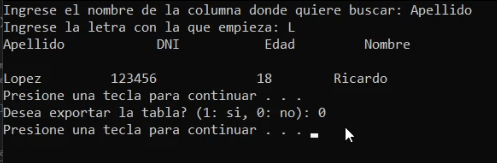 Ingrese el nombre de la columna donde quiere buscar: Apellido
Ingrese la letra con la que empieza: L
Apellido DNI Edad Nombre
Lopez 123456 18 Ricardo
Presione una tecla para continuar . . .
Desea exportar la tabla? (1: si, 0: no): 0
Presione una tecla para continuar . . .